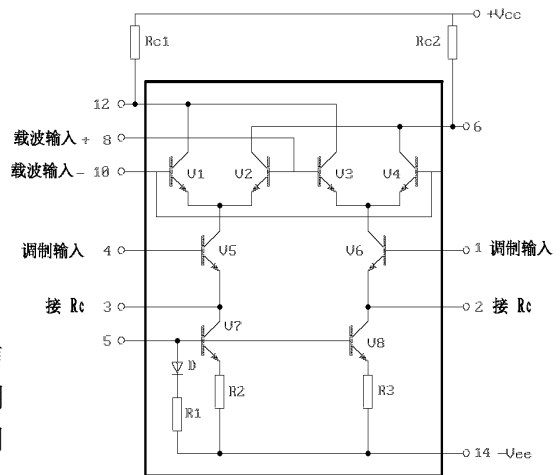 +Vcc
Rc1
Rc2
12
6
载波输入 + 8
载波输入 - 10
V1
V2
V3
V4
调制输入 4
V5
V6
1 调制输入
接 Rc 3
2 接 Rc
V7
5
V8
D
R2
R3
R1
14 -Vee